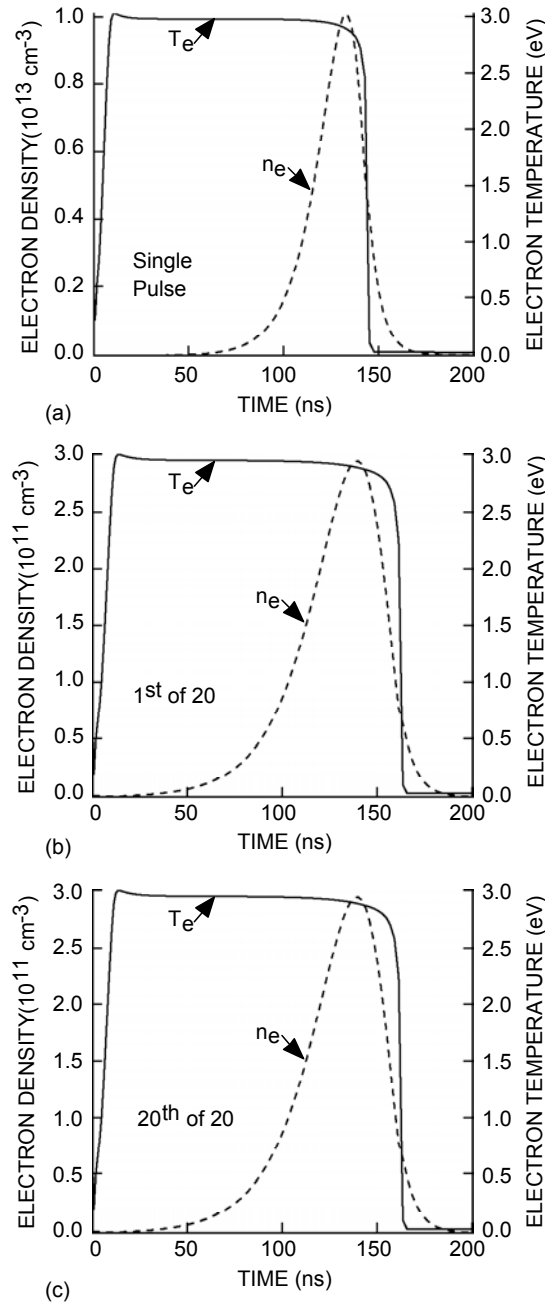 ELECTRON DENSITY(10¹³ cm⁻³)
1.0
0.8
0.6
0.4
0.2
0.0
Te
ne
Single
Pulse
3.0
2.5
2.0
1.5
1.0
0.5
0.0
ELECTRON TEMPERATURE (eV)
0 50 100 150 200
TIME (ns)
(a)
ELECTRON DENSITY(10¹¹ cm⁻³)
3.0
2.5
2.0
1.5
1.0
0.5
0.0
Te
ne
1st of 20
3.0
2.5
2.0
1.5
1.0
0.5
0.0
ELECTRON TEMPERATURE (eV)
0 50 100 150 200
TIME (ns)
(b)
ELECTRON DENSITY(10¹¹ cm⁻³)
3.0
2.5
2.0
1.5
1.0
0.5
0.0
Te
ne
20th of 20
3.0
2.5
2.0
1.5
1.0
0.5
0.0
ELECTRON TEMPERATURE (eV)
0 50 100 150 200
TIME (ns)
(c)